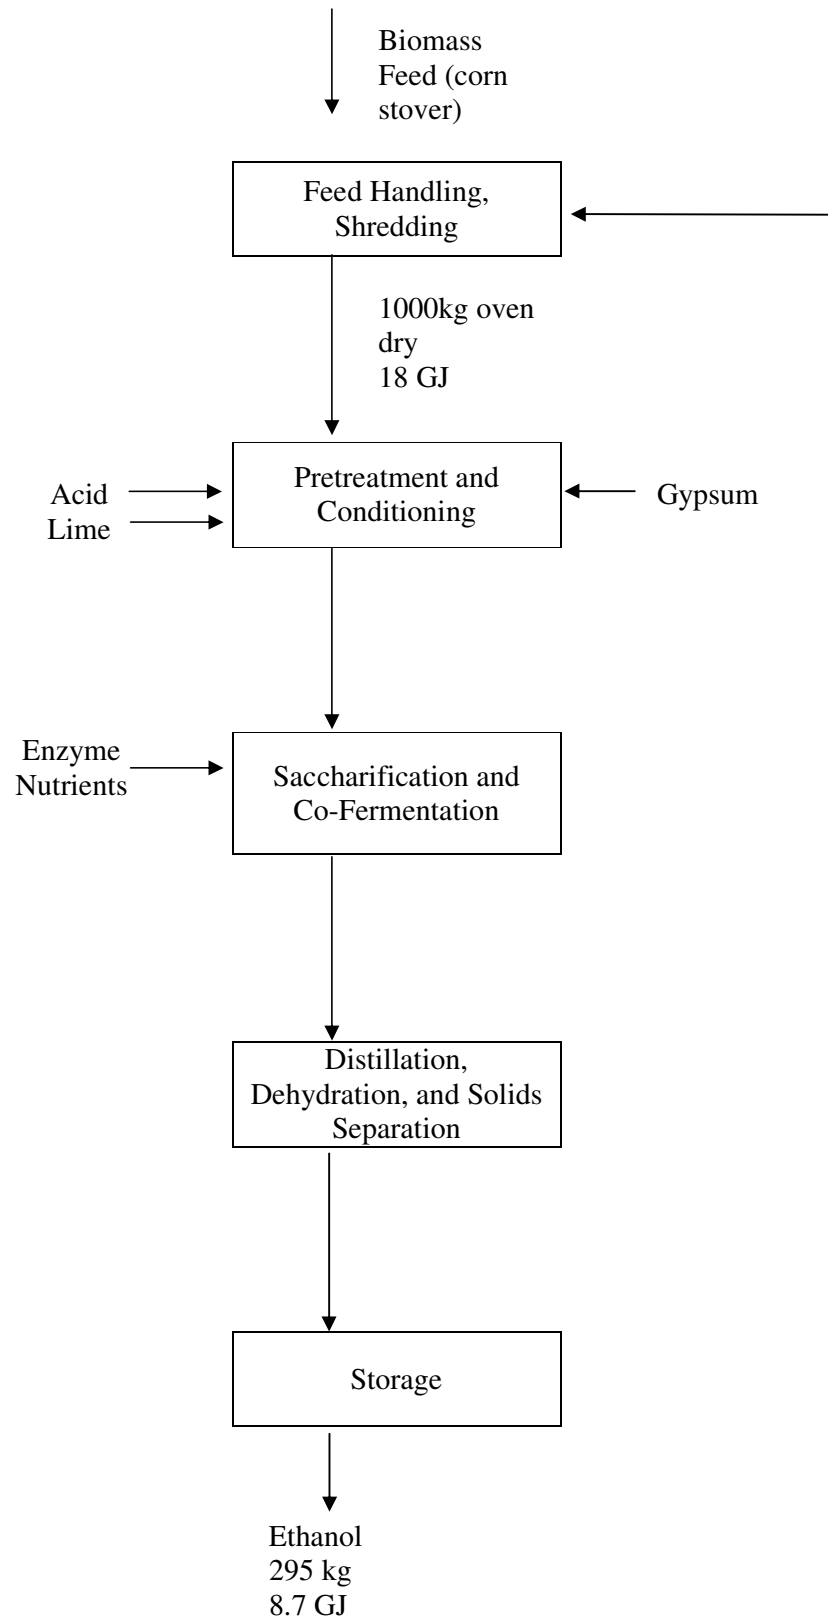 Biomass
Feed (corn
stover)
Feed Handling,
Shredding
1000kg oven
dry
18 GJ
Acid
Lime
Pretreatment and
Conditioning
Gypsum
Enzyme
Nutrients
Saccharification and
Co-Fermentation
Distillation,
Dehydration, and Solids
Separation
Storage
Ethanol
295 kg
8.7 GJ